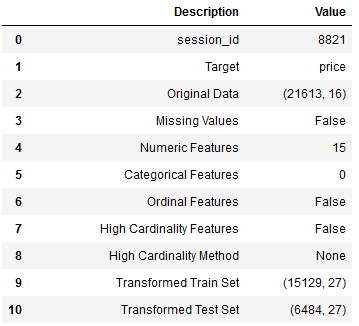 Description Value
0 session_id 8821
1 Target price
2 Original Data (21613, 16)
3 Missing Values False
4 Numeric Features 15
5 Categorical Features 0
6 Ordinal Features False
7 High Cardinality Features False
8 High Cardinality Method None
9 Transformed Train Set (15129, 27)
10 Transformed Test Set (6484, 27)